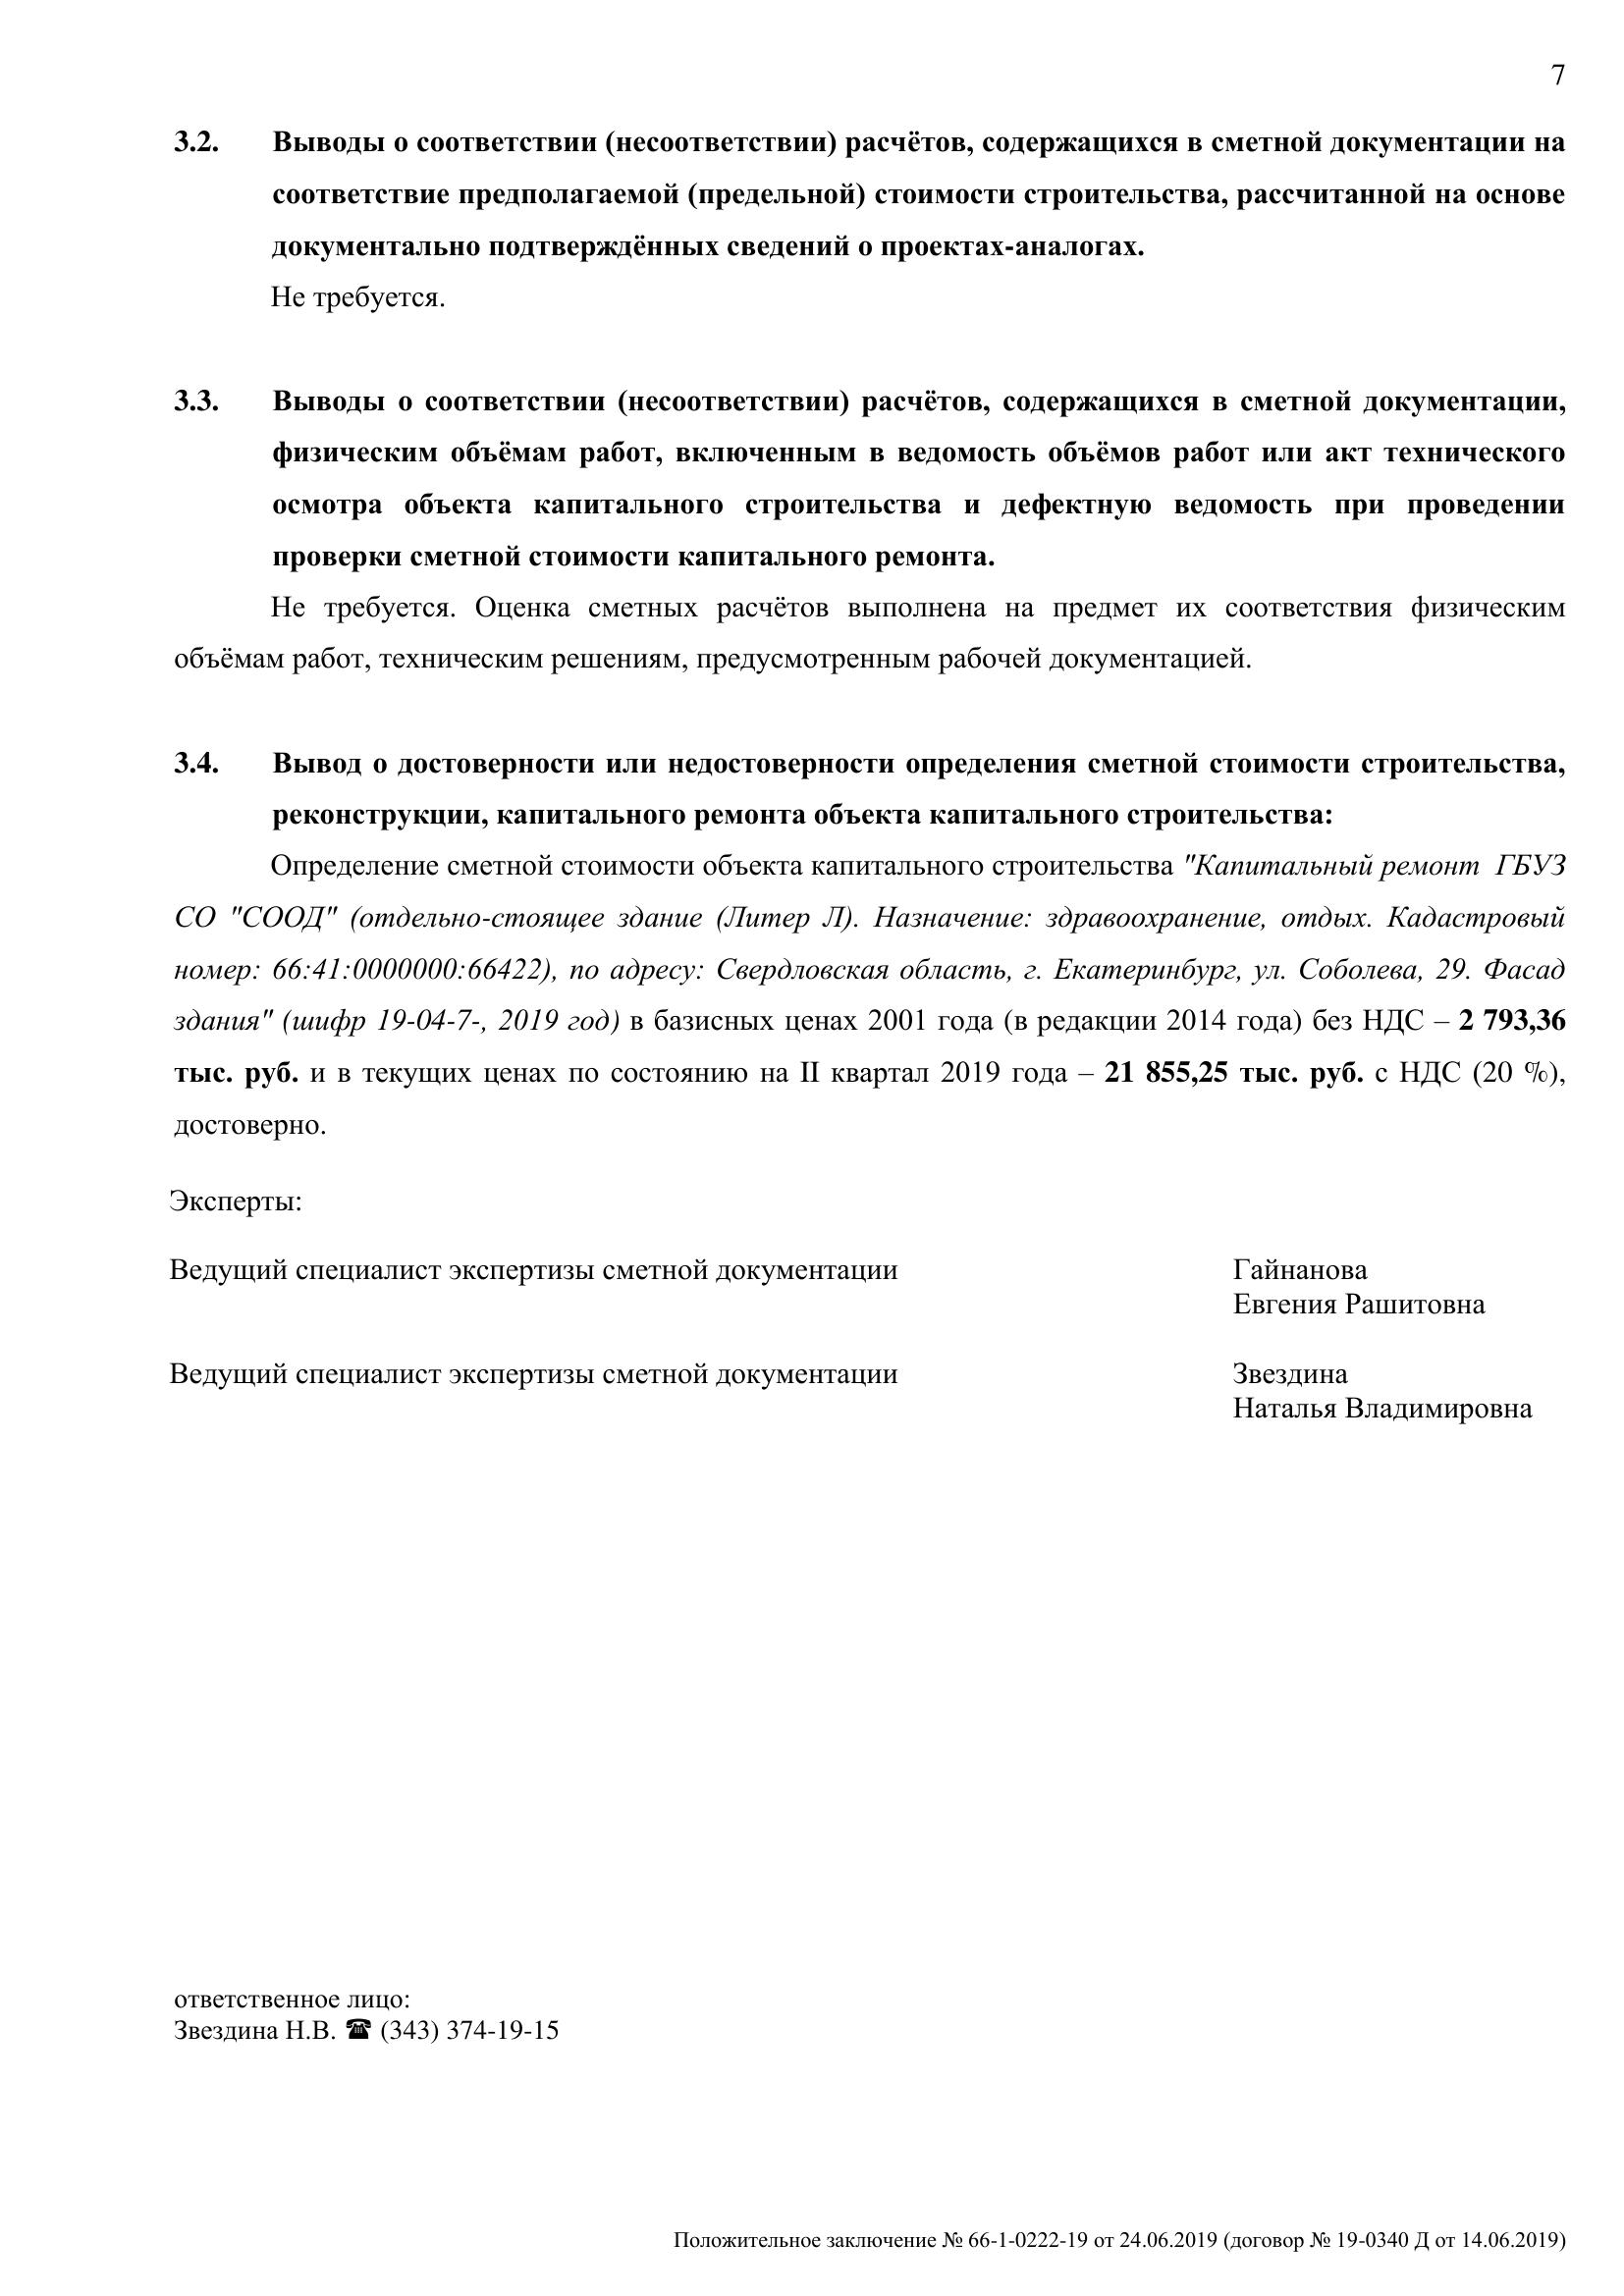 7
3.2. Выводы о соответствии (несоответствии) расчётов, содержащихся в сметной документации на
соответствие предполагаемой (предельной) стоимости строительства, рассчитанной на основе
документально подтверждённых сведений о проектах-аналогах.
Не требуется.
3.3. Выводы о соответствии (несоответствии) расчётов, содержащихся в сметной документации,
физическим объёмам работ, включенным в ведомость объёмов работ или акт технического
осмотра объекта капитального строительства и дефектную ведомость при проведении
проверки сметной стоимости капитального ремонта.
Не требуется. Оценка сметных расчётов выполнена на предмет их соответствия физическим
объёмам работ, техническим решениям, предусмотренным рабочей документацией.
3.4. Вывод о достоверности или недостоверности определения сметной стоимости строительства,
реконструкции, капитального ремонта объекта капитального строительства:
Определение сметной стоимости объекта капитального строительства "Капитальный ремонт ГБУЗ
СО "СООД" (отдельно-стоящее здание (Литер Л). Назначение: здравоохранение, отдых. Кадастровый
номер: 66:41:0000000:66422), по адресу: Свердловская область, г. Екатеринбург, ул. Соболева, 29. Фасад
здания" (шифр 19-04-7-, 2019 год) в базисных ценах 2001 года (в редакции 2014 года) без НДС – 2 793,36
тыс. руб. и в текущих ценах по состоянию на II квартал 2019 года – 21 855,25 тыс. руб. с НДС (20 %),
достоверно.
Эксперты:
Ведущий специалист экспертизы сметной документации Гайнанова
Евгения Рашитовна
Ведущий специалист экспертизы сметной документации Звездина
Наталья Владимировна
ответственное лицо:
Звездина Н.В. ☎ (343) 374-19-15
Положительное заключение № 66-1-0222-19 от 24.06.2019 (договор № 19-0340 Д от 14.06.2019)